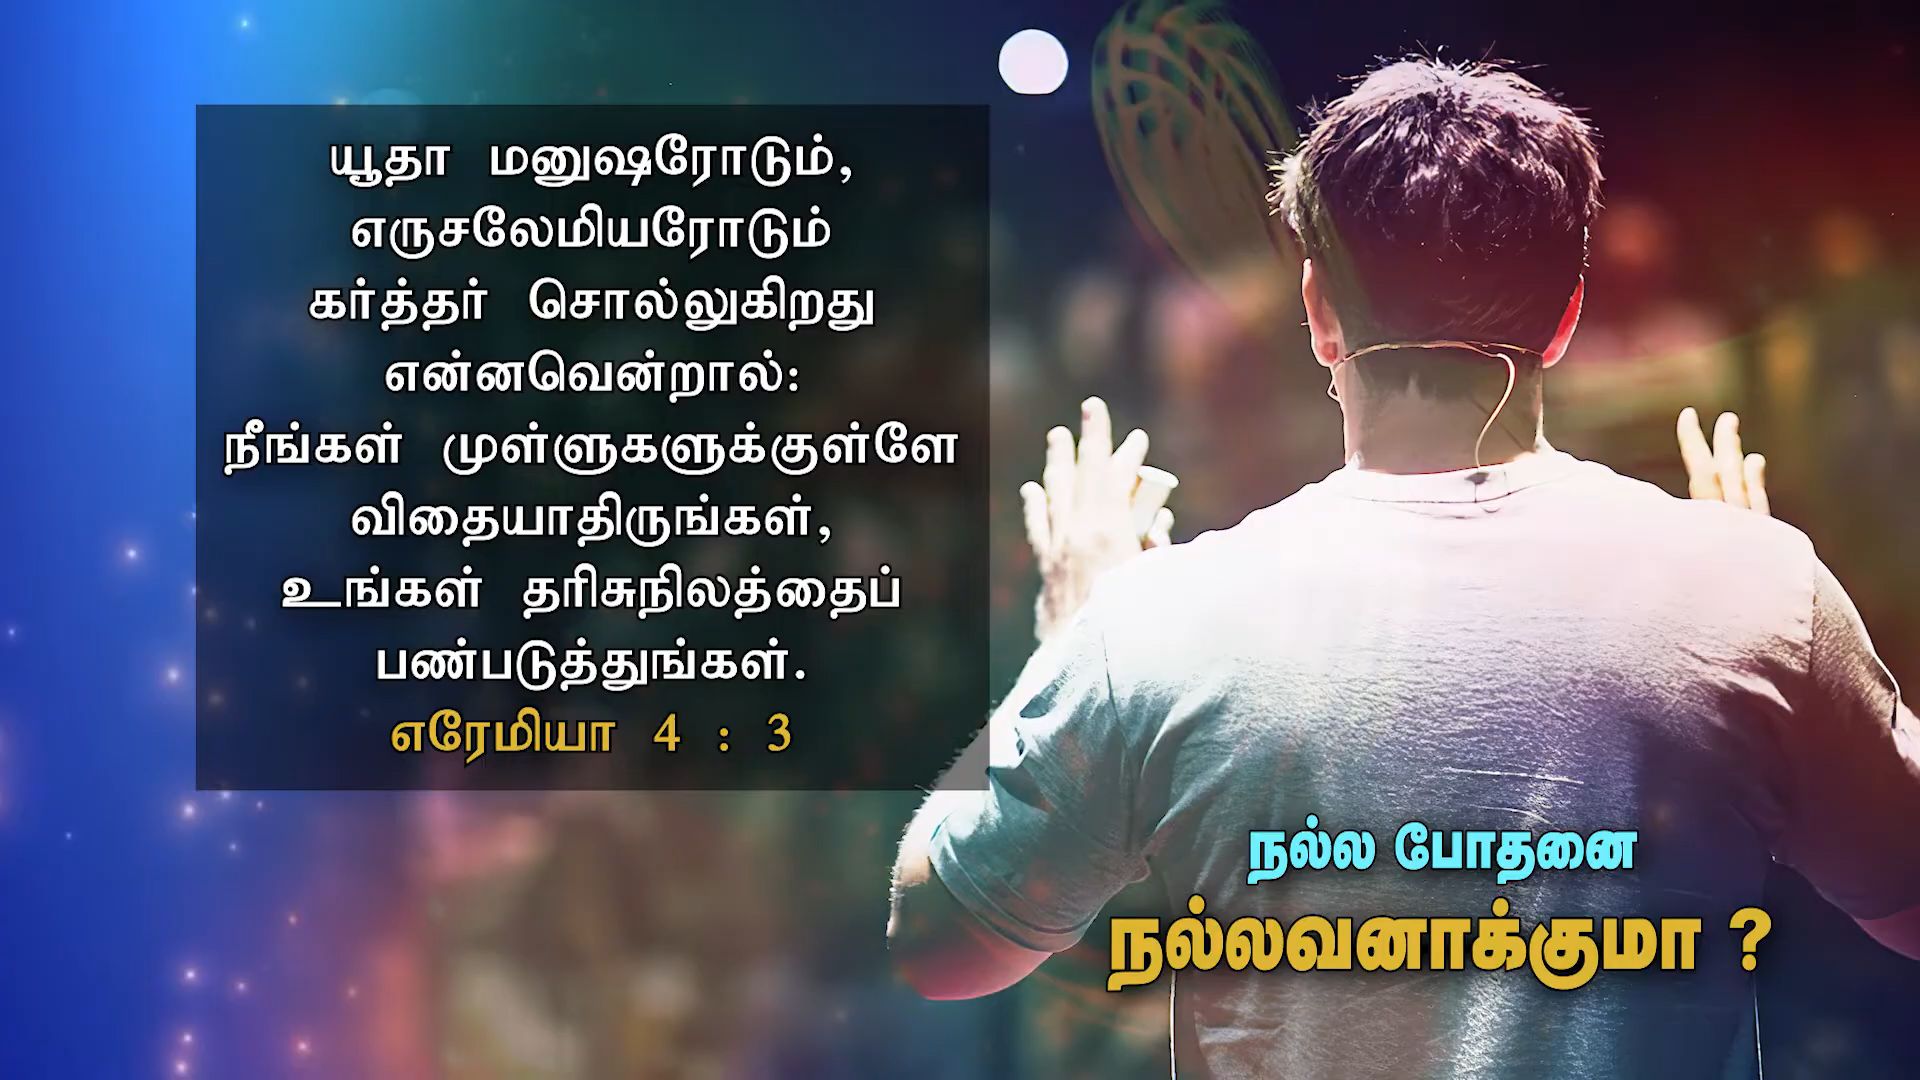 யூதா மனுஷரோடும்,
எருசலேமியரோடும்
கர்த்தர் சொல்லுகிறது
என்னவென்றால்:
நீங்கள் முள்ளுகளுக்குள்ளே
விதையாதிருங்கள்,
உங்கள் தரிசுநிலத்தைப்
பண்படுத்துங்கள்.
எரேமியா 4 : 3
நல்ல போதனை
நல்லவனாக்குமா ?